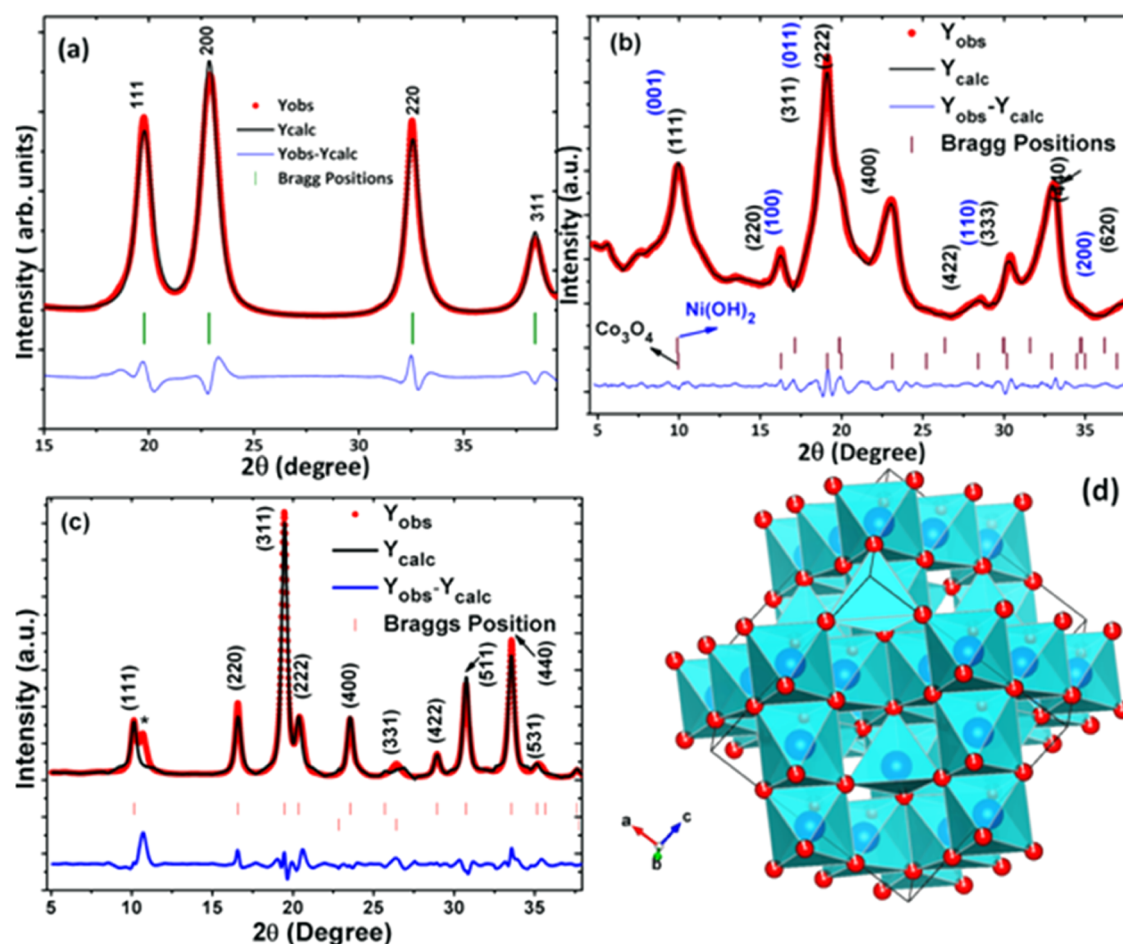 (a)
111
200
220
311
Yobs
Ycalc
Yobs-Ycalc
Bragg Positions
Intensity ( arb. units)
15 20 25 30 35
2θ (degree)
(b)
(001)
(111)
(220)
(100)
(311)
(011)
(222)
(400)
(422)
(110)
(333)
(440)
(200)
(620)
Yobs
Ycalc
Yobs-Ycalc
Bragg Positions
Co3O4
Ni(OH)2
Intensity (a.u.)
5 10 15 20 25 30 35
2θ (Degree)
(c)
(111)
*
(220)
(311)
(222)
(400)
(331)
(422)
(511)
(440)
(531)
Yobs
Ycalc
Yobs-Ycalc
Braggs Position
Intensity (a.u.)
5 10 15 20 25 30 35
2θ (Degree)
(d)
a
b
c